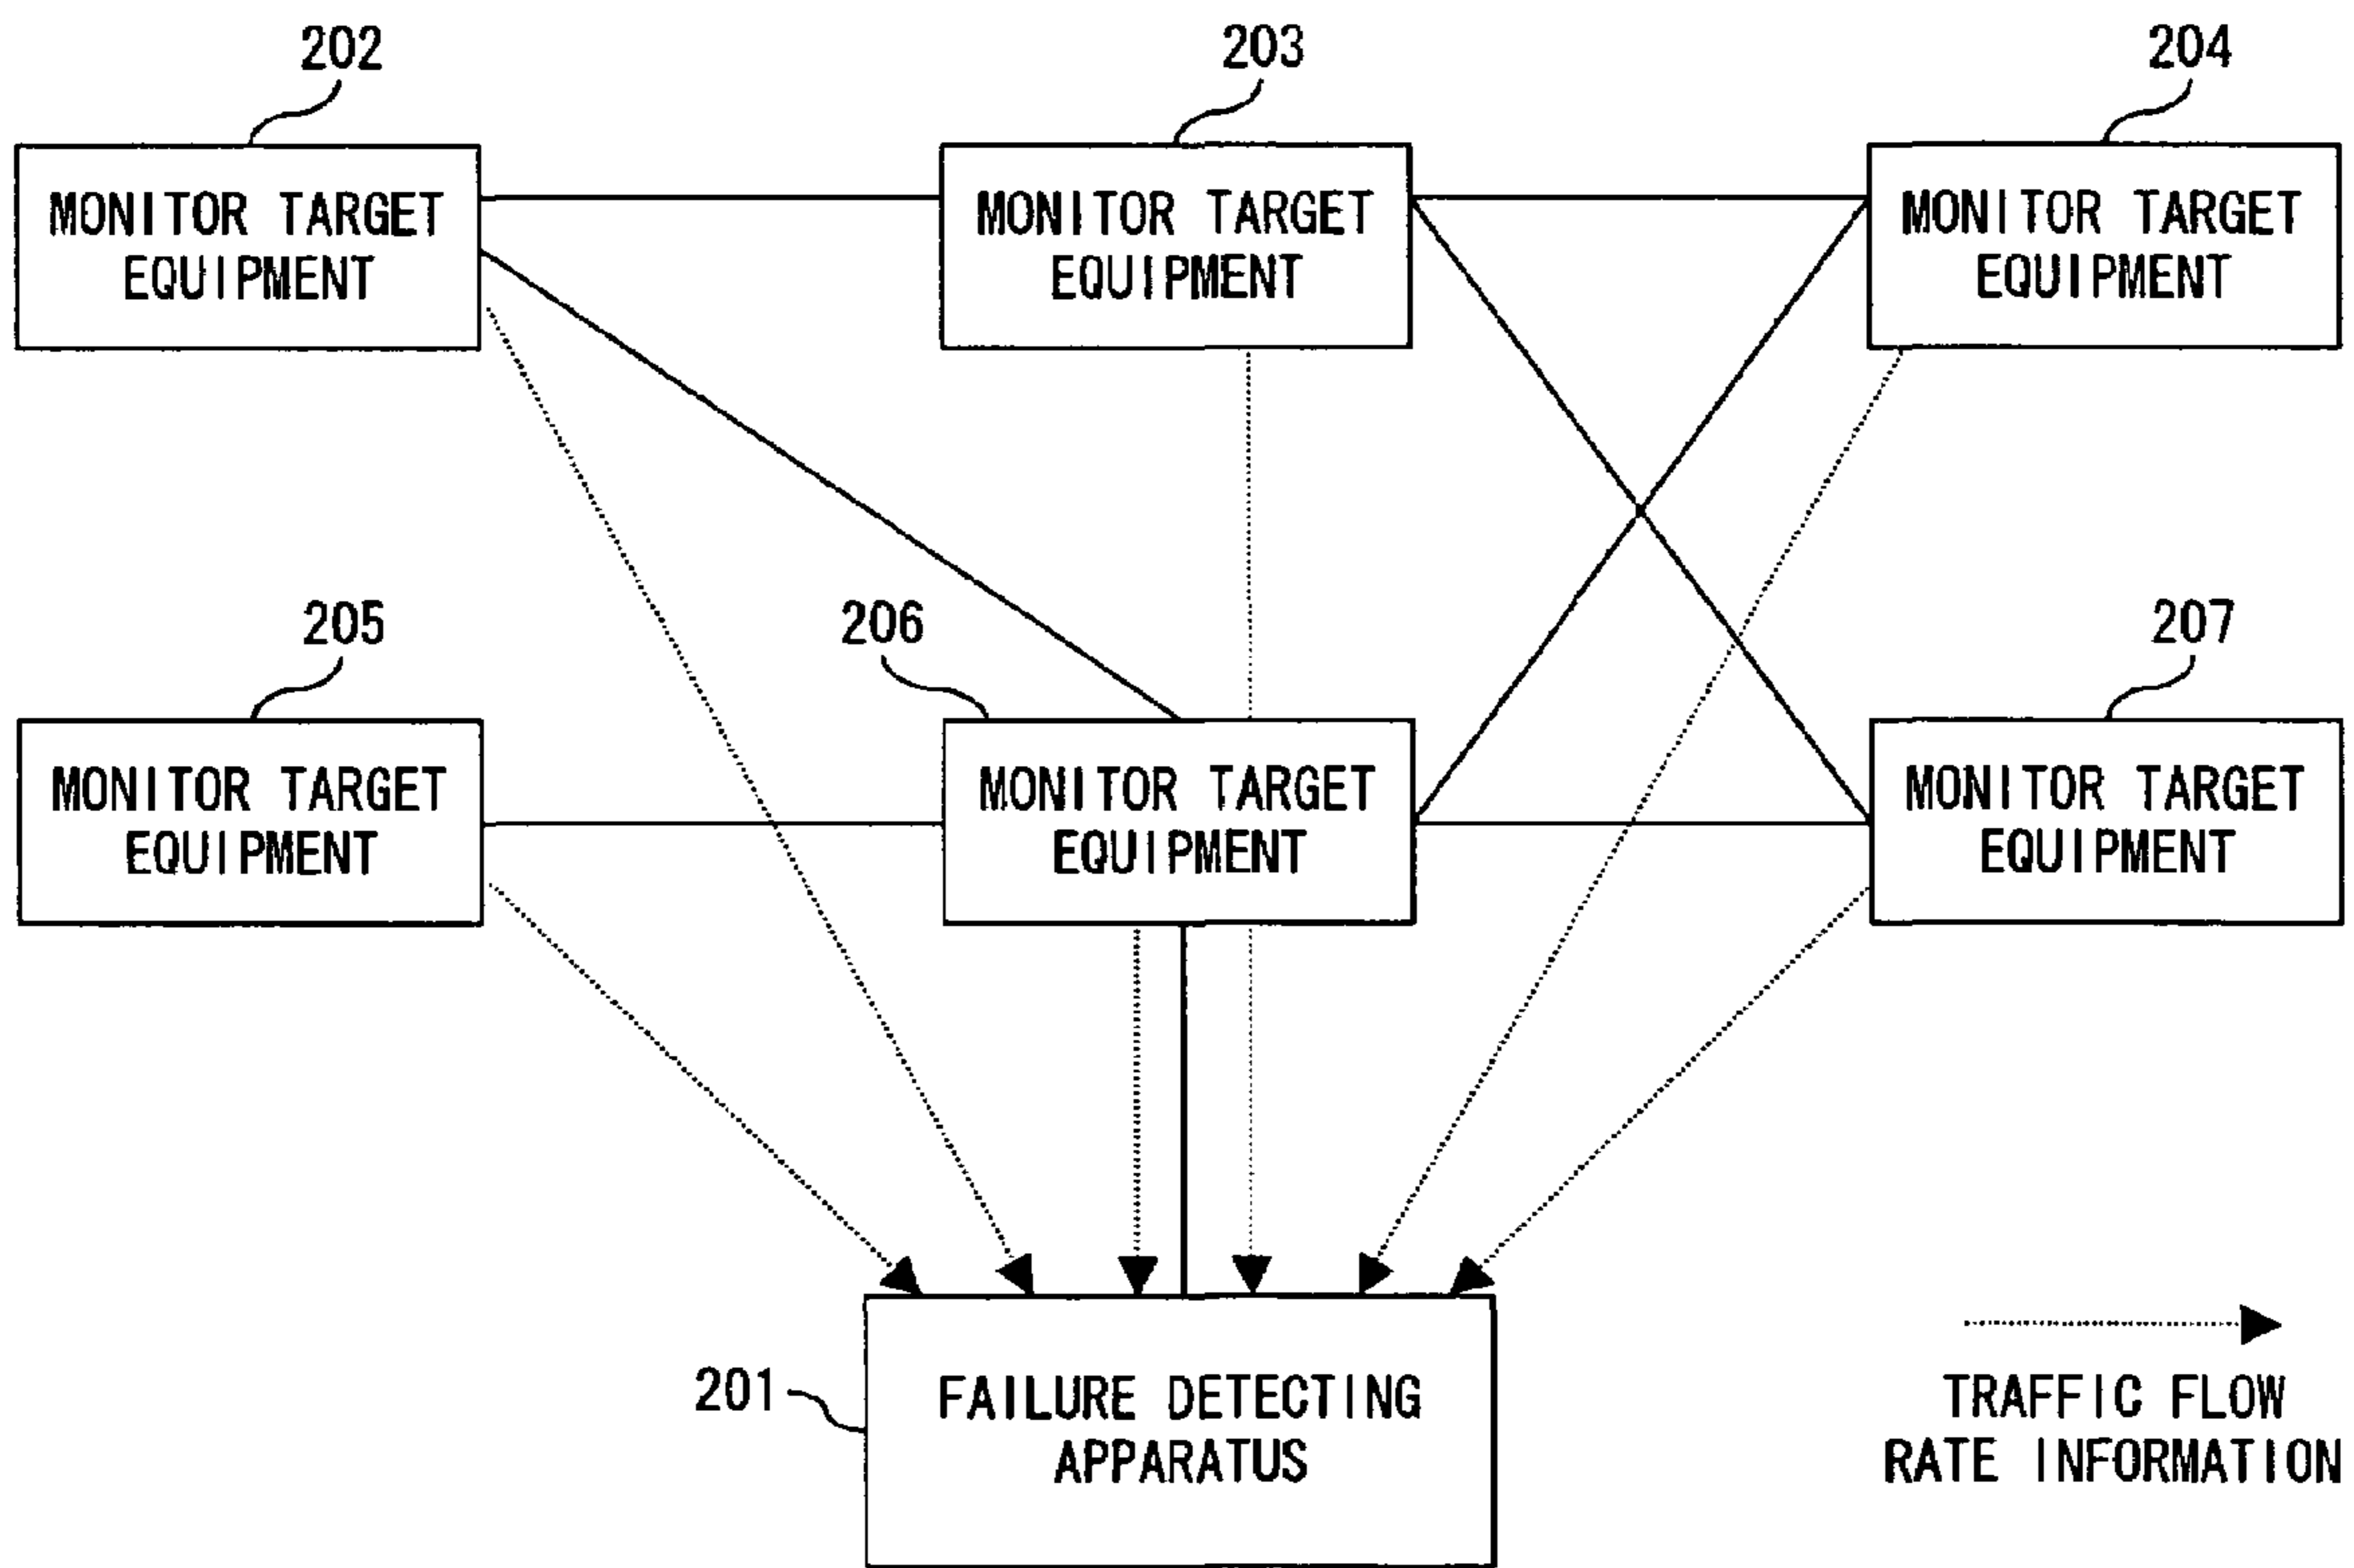 202
203
204
MONITOR TARGET
EQUIPMENT
MONITOR TARGET
EQUIPMENT
MONITOR TARGET
EQUIPMENT
205
206
207
MONITOR TARGET
EQUIPMENT
MONITOR TARGET
EQUIPMENT
MONITOR TARGET
EQUIPMENT
201
FAILURE DETECTING
APPARATUS
TRAFFIC FLOW
RATE INFORMATION